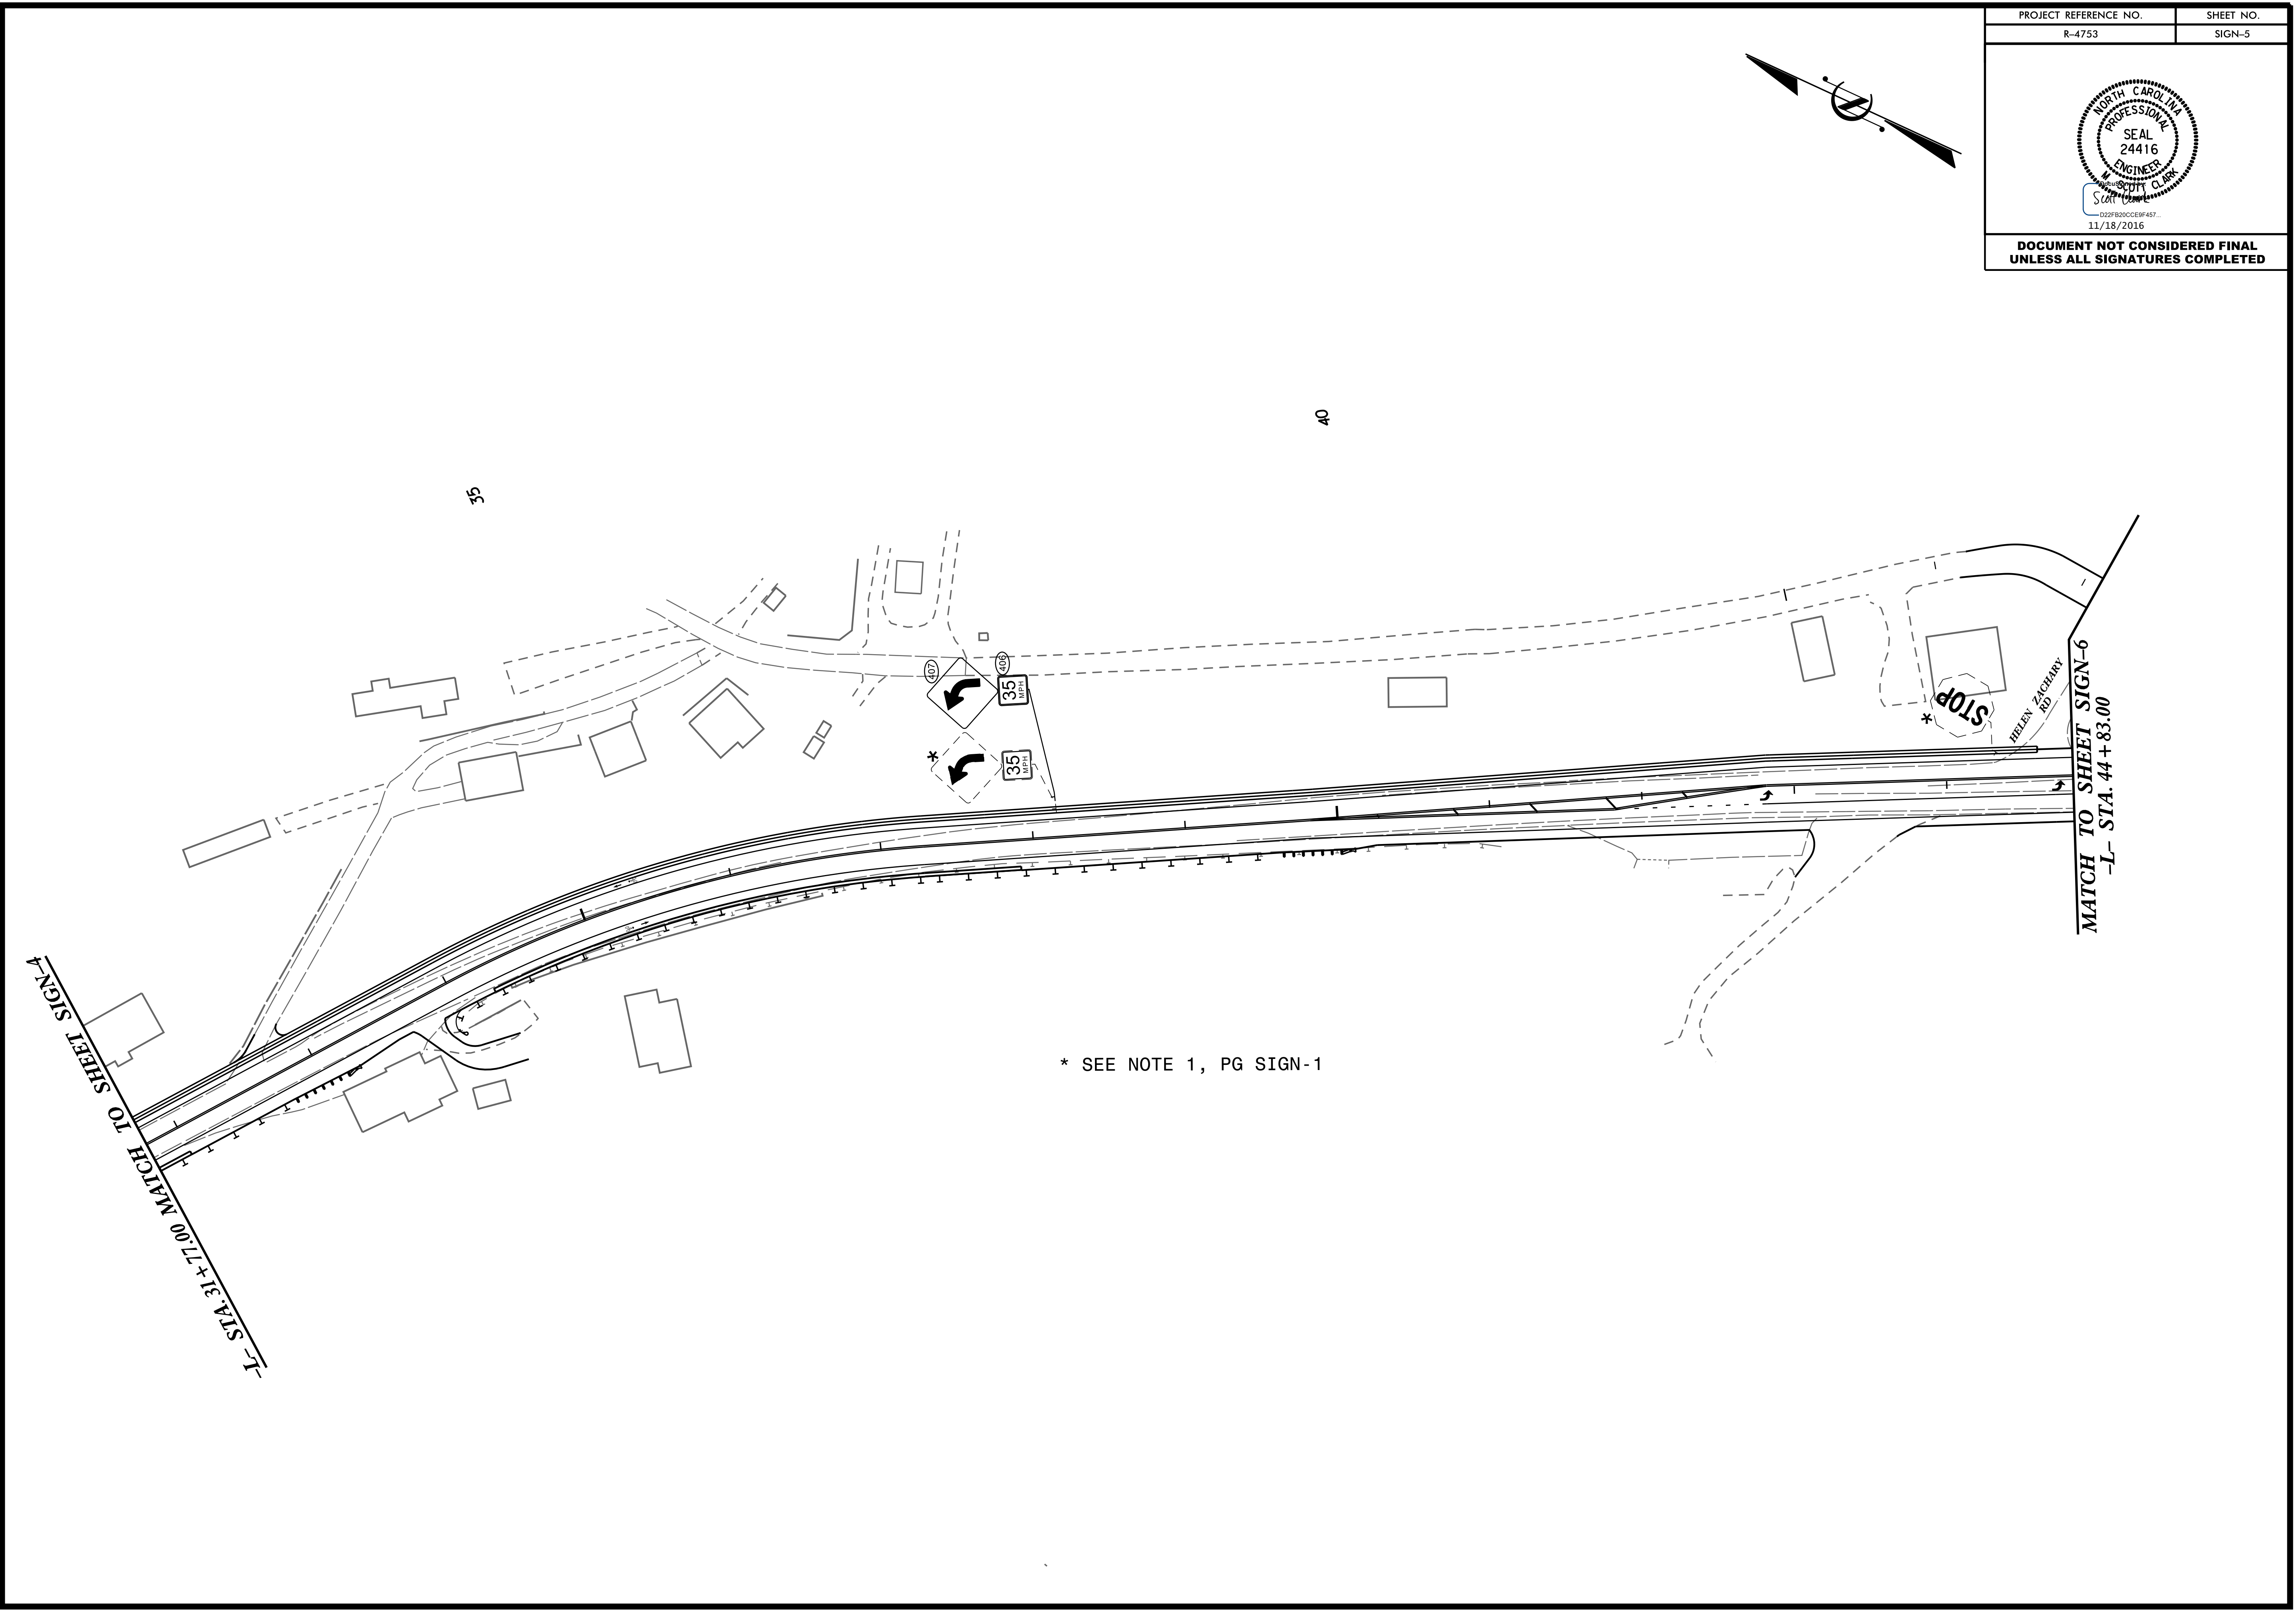 PROJECT REFERENCE NO.
SHEET NO.
R-4753
SIGN-5
NORTH CAROLINA
PROFESSIONAL
SEAL
24416
ENGINEER
M. SCOTT CLARK
Scott Clark
D22FB20CCE9F457...
11/18/2016
DOCUMENT NOT CONSIDERED FINAL
UNLESS ALL SIGNATURES COMPLETED
40
35
407
406
35
MPH
*
35
MPH
STOP
*
HELEN ZACHARY
RD
MATCH TO SHEET SIGN-6
-L- STA. 44+83.00
-L- STA. 31+77.00 MATCH TO SHEET SIGN-4
* SEE NOTE 1, PG SIGN-1